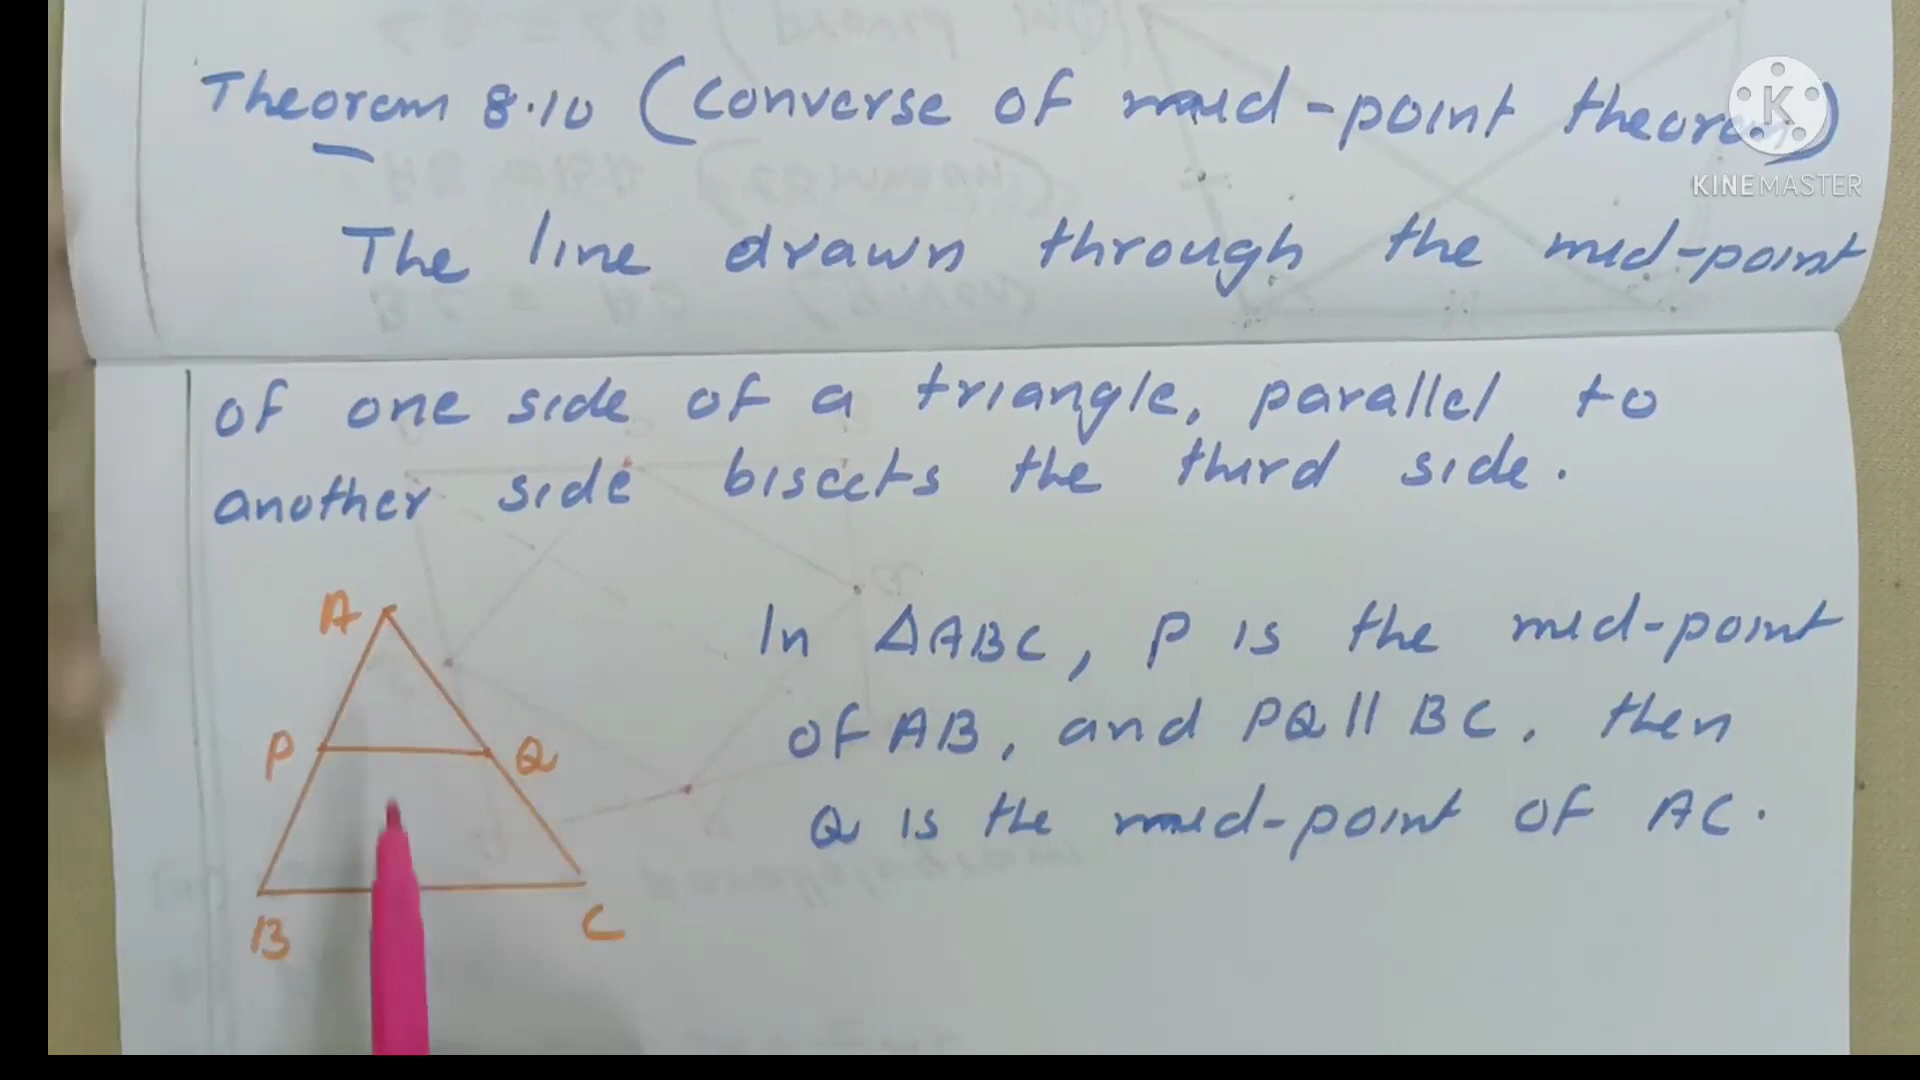 Theorem 8.10 (Converse of mid-point theorem)
KINEMASTER
The line drawn through the mid-point
of one side of a triangle, parallel to
another side bisects the third side.
A
P Q
B C
In ΔABC, P is the mid-point
of AB, and PQ || BC. then
Q is the mid-point of AC.